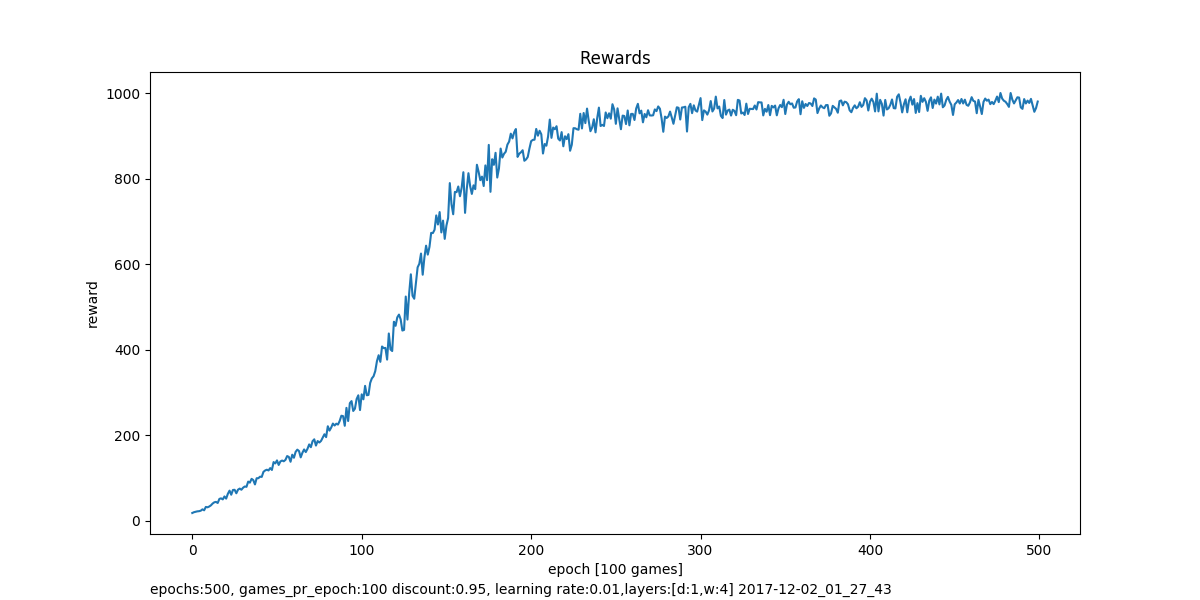 Rewards
1000
800
600
400
200
0
reward
0 100 200 300 400 500
epoch [100 games]
epochs:500, games_pr_epoch:100 discount:0.95, learning rate:0.01,layers:[d:1,w:4] 2017-12-02_01_27_43